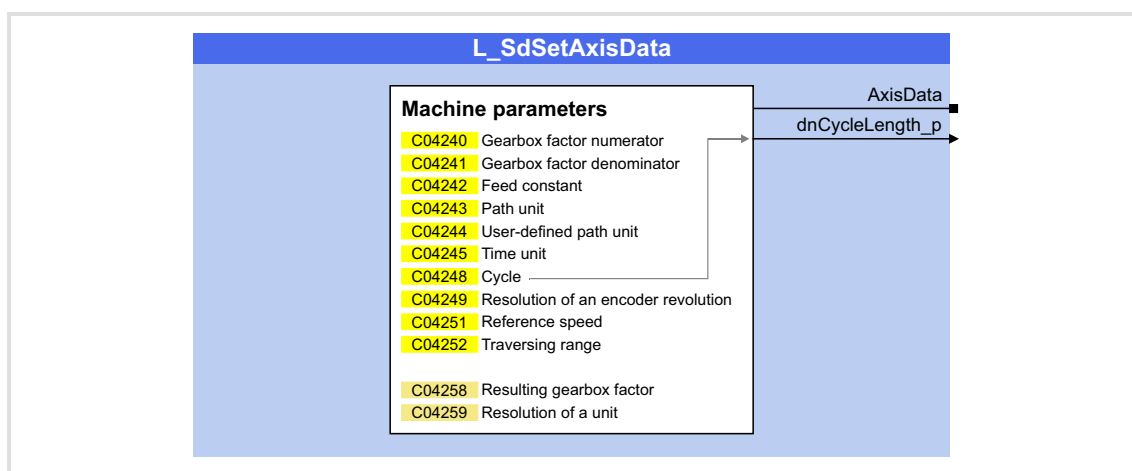 L_SdSetAxisData
Machine parameters
AxisData
dnCycleLength_p
C04240 Gearbox factor numerator
C04241 Gearbox factor denominator
C04242 Feed constant
C04243 Path unit
C04244 User-defined path unit
C04245 Time unit
C04248 Cycle
C04249 Resolution of an encoder revolution
C04251 Reference speed
C04252 Traversing range
C04258 Resulting gearbox factor
C04259 Resolution of a unit